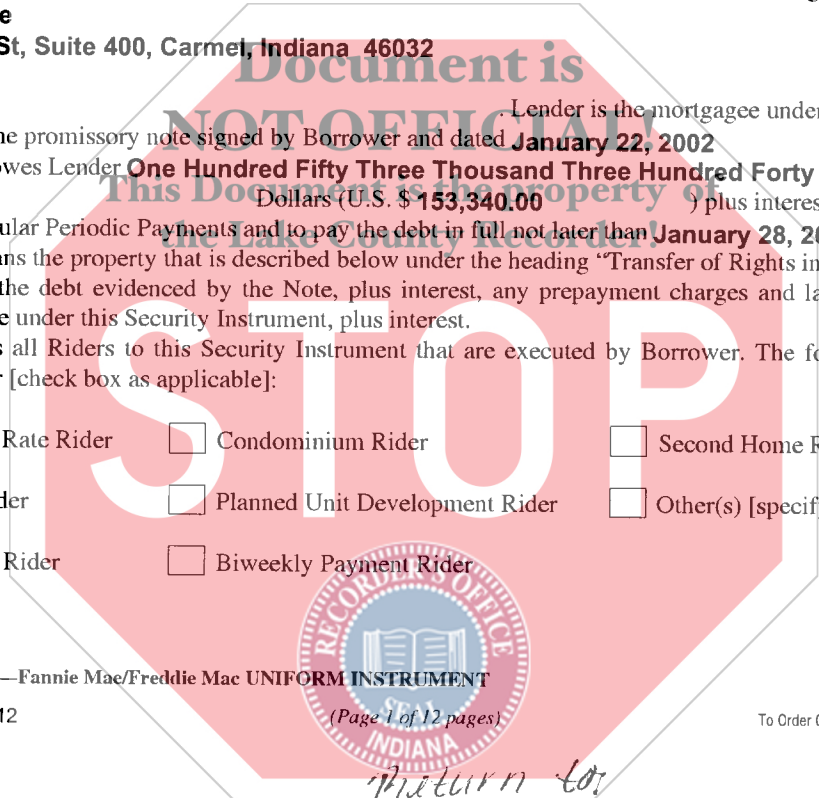 e
St, Suite 400, Carmel, Indiana 46032
Document is
. Lender is the mortgagee under
NOT OFFICIAL!
he promissory note signed by Borrower and dated January 22, 2002
owes Lender One Hundred Fifty Three Thousand Three Hundred Forty
This Document is the property of
Dollars (U.S. $ 153,340.00 ) plus interes
ular Periodic Payments and to pay the debt in full not later than January 28, 20
the Lake County Recorder!
ans the property that is described below under the heading “Transfer of Rights in
the debt evidenced by the Note, plus interest, any prepayment charges and la
e under this Security Instrument, plus interest.
s all Riders to this Security Instrument that are executed by Borrower. The fo
[check box as applicable]:
STOP
Rate Rider Condominium Rider Second Home R
der Planned Unit Development Rider Other(s) [specify
Rider Biweekly Payment Rider
RECORDER'S OFFICE
—Fannie Mae/Freddie Mac UNIFORM INSTRUMENT
12 (Page 1 of 12 pages) To Order C
SEAL
INDIANA
Return to: